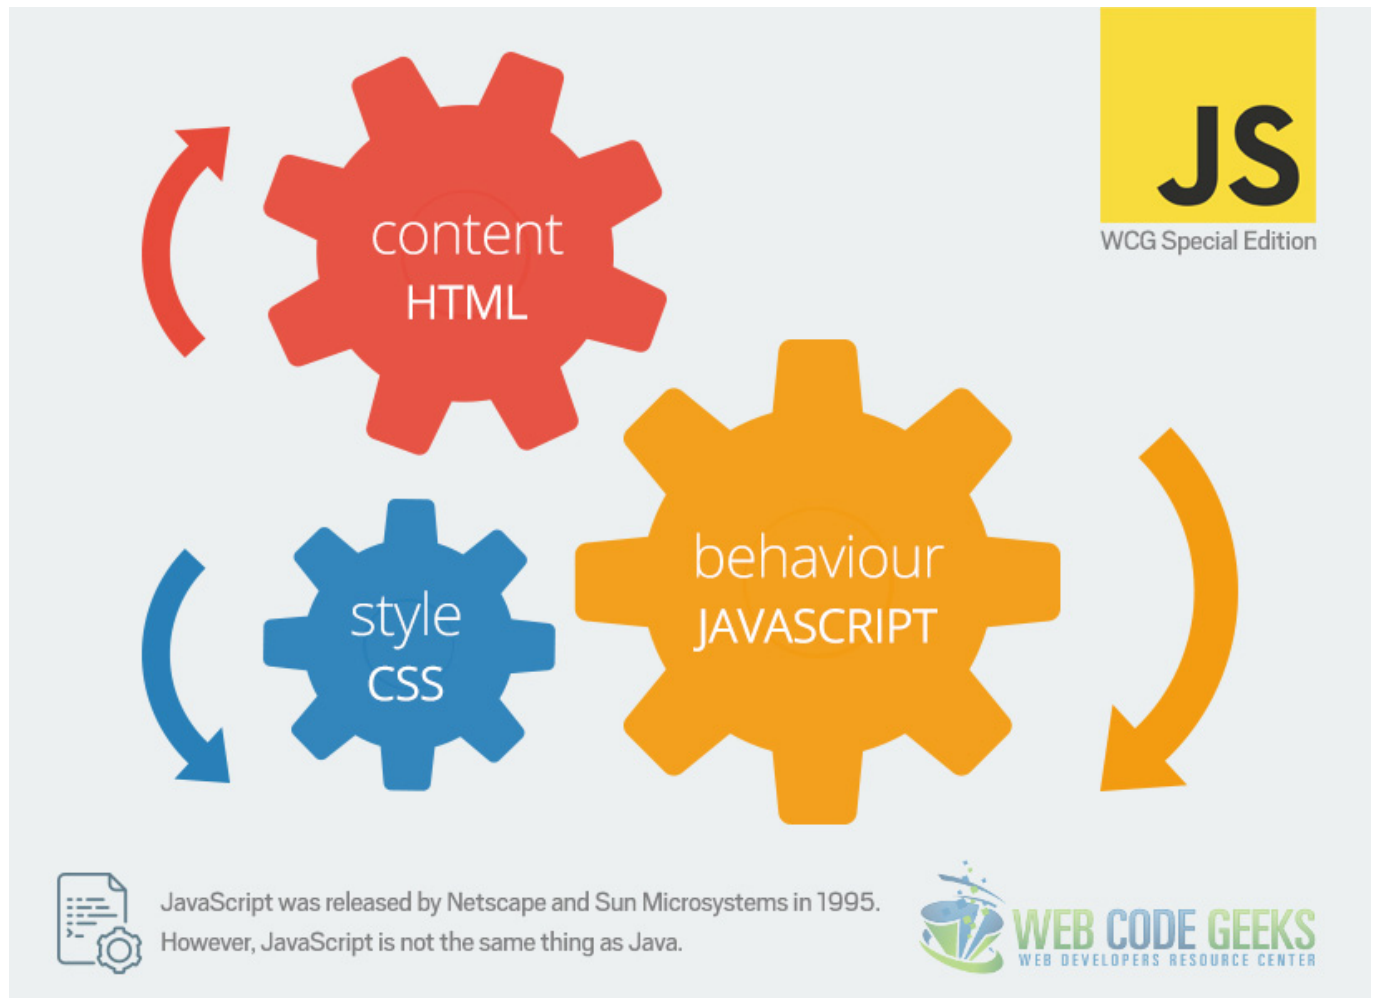 JS
WCG Special Edition
content
HTML
behaviour
JAVASCRIPT
style
CSS
JavaScript was released by Netscape and Sun Microsystems in 1995.
However, JavaScript is not the same thing as Java.
WEB CODE GEEKS
WEB DEVELOPERS RESOURCE CENTER